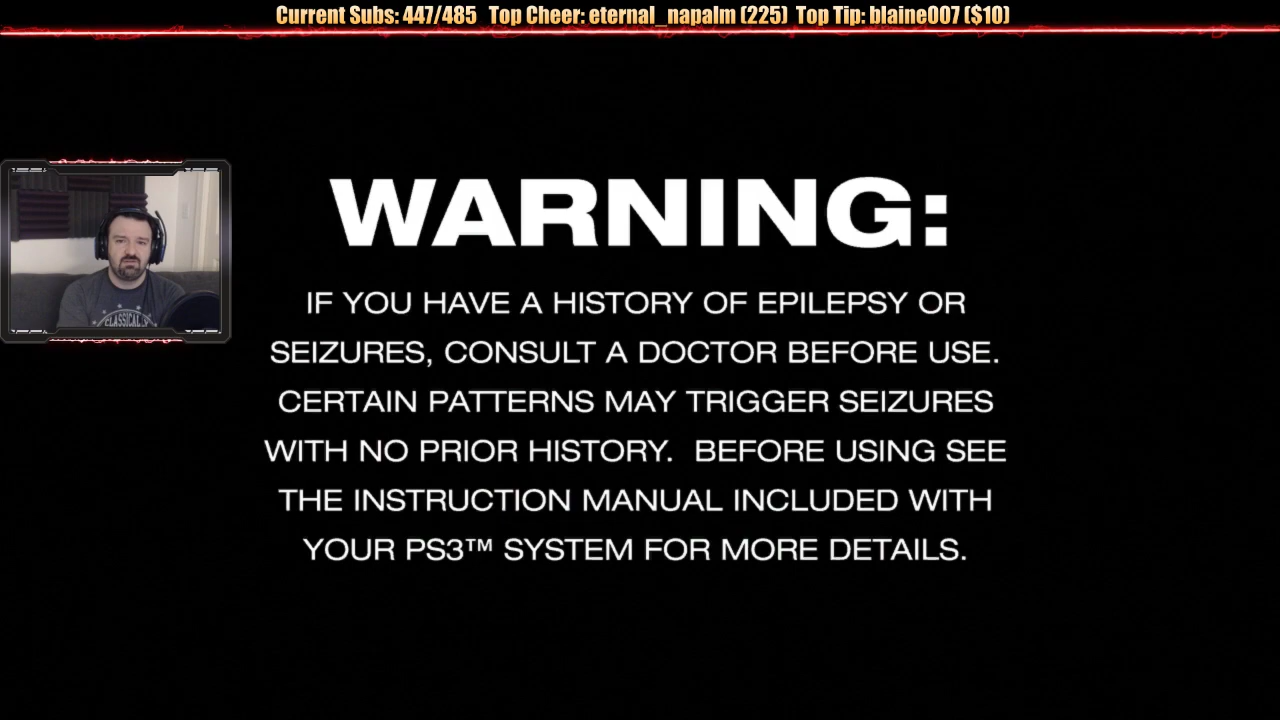 Current Subs: 447/485 Top Cheer: eternal_napalm (225) Top Tip: blaine007 ($10)
WARNING:
IF YOU HAVE A HISTORY OF EPILEPSY OR
SEIZURES, CONSULT A DOCTOR BEFORE USE.
CERTAIN PATTERNS MAY TRIGGER SEIZURES
WITH NO PRIOR HISTORY. BEFORE USING SEE
THE INSTRUCTION MANUAL INCLUDED WITH
YOUR PS3™ SYSTEM FOR MORE DETAILS.
CLASSICAL